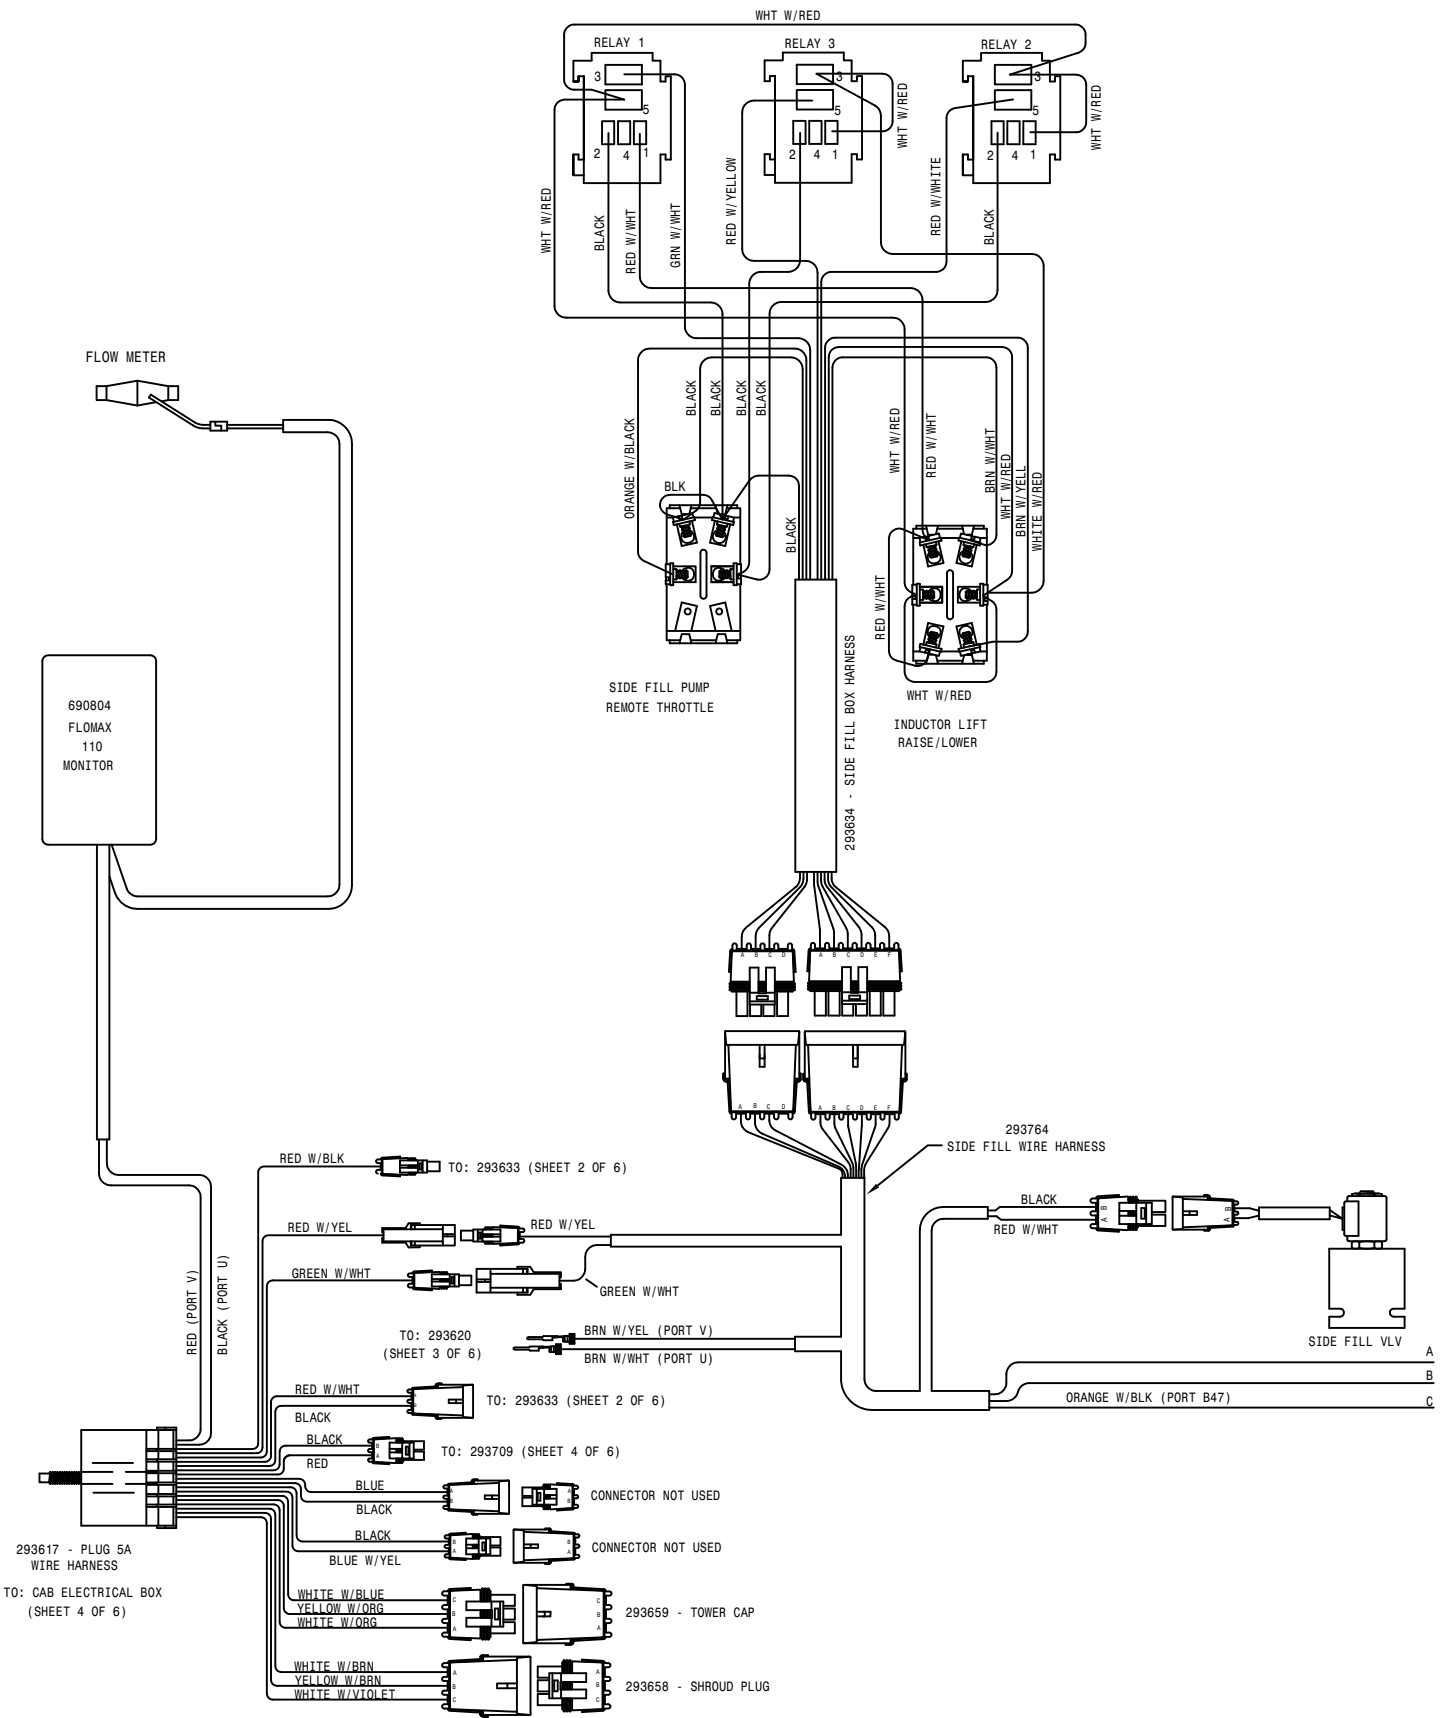 WHT W/RED
RELAY 1
RELAY 3
RELAY 2
3
5
2
4
1
3
5
2
4
1
3
5
2
4
1
WHT W/RED
WHT W/RED
WHT W/RED
BLACK
RED W/WHT
GRN W/WHT
RED W/YELLOW
RED W/WHITE
BLACK
FLOW METER
ORANGE W/BLACK
BLACK
BLACK
BLACK
BLACK
WHT W/RED
RED W/WHT
BRN W/WHT
WHT W/RED
BRN W/YELL
WHITE W/RED
BLK
BLACK
RED W/WHT
SIDE FILL PUMP
REMOTE THROTTLE
WHT W/RED
INDUCTOR LIFT
RAISE/LOWER
293634 - SIDE FILL BOX HARNESS
690804
FLOMAX
110
MONITOR
A B C D
A B C D E F
A B C D
A B C D E F
293764
SIDE FILL WIRE HARNESS
RED W/BLK
TO: 293633 (SHEET 2 OF 6)
RED W/YEL
RED W/YEL
GREEN W/WHT
GREEN W/WHT
BLACK
RED W/WHT
B
A
B
A
SIDE FILL VLV
RED (PORT V)
BLACK (PORT U)
TO: 293620
(SHEET 3 OF 6)
BRN W/YEL (PORT V)
BRN W/WHT (PORT U)
A
B
ORANGE W/BLK (PORT B47)
C
RED W/WHT
BLACK
A
B
TO: 293633 (SHEET 2 OF 6)
BLACK
RED
B
A
TO: 293709 (SHEET 4 OF 6)
BLUE
BLACK
A
B
A
B
CONNECTOR NOT USED
BLACK
BLUE W/YEL
B
A
B
A
CONNECTOR NOT USED
293617 - PLUG 5A
WIRE HARNESS
TO: CAB ELECTRICAL BOX
(SHEET 4 OF 6)
WHITE W/BLUE
YELLOW W/ORG
WHITE W/ORG
C
B
A
C
B
A
293659 - TOWER CAP
WHITE W/BRN
YELLOW W/BRN
WHITE W/VIOLET
A
B
C
A
B
C
293658 - SHROUD PLUG